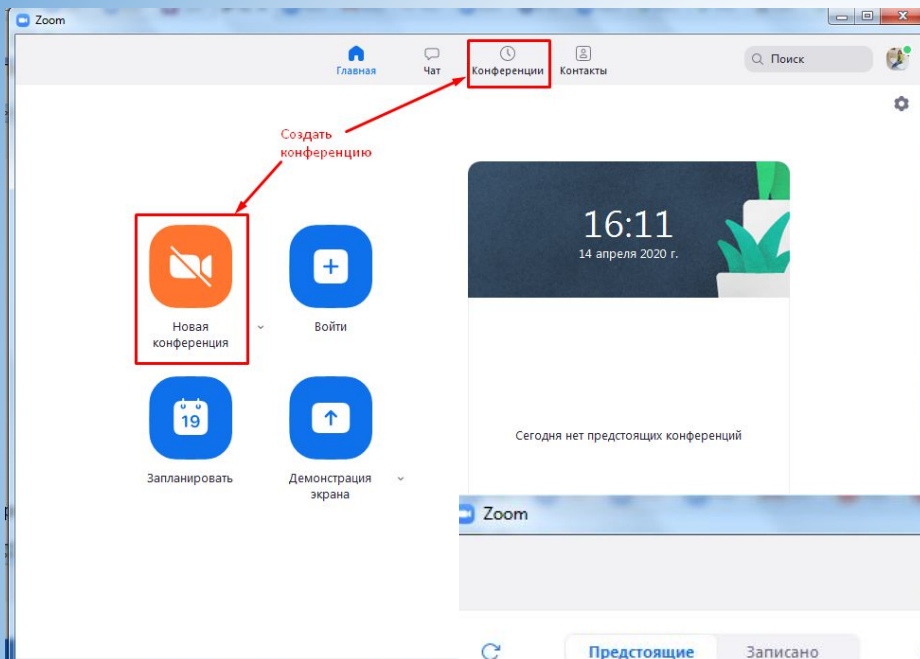 Zoom
Главная
Чат
Конференции
Контакты
Поиск
Создать
конференцию
16:11
14 апреля 2020 г.
Новая
конференция
Войти
19
Запланировать
Демонстрация
экрана
Сегодня нет предстоящих конференций
Zoom
Предстоящие
Записано